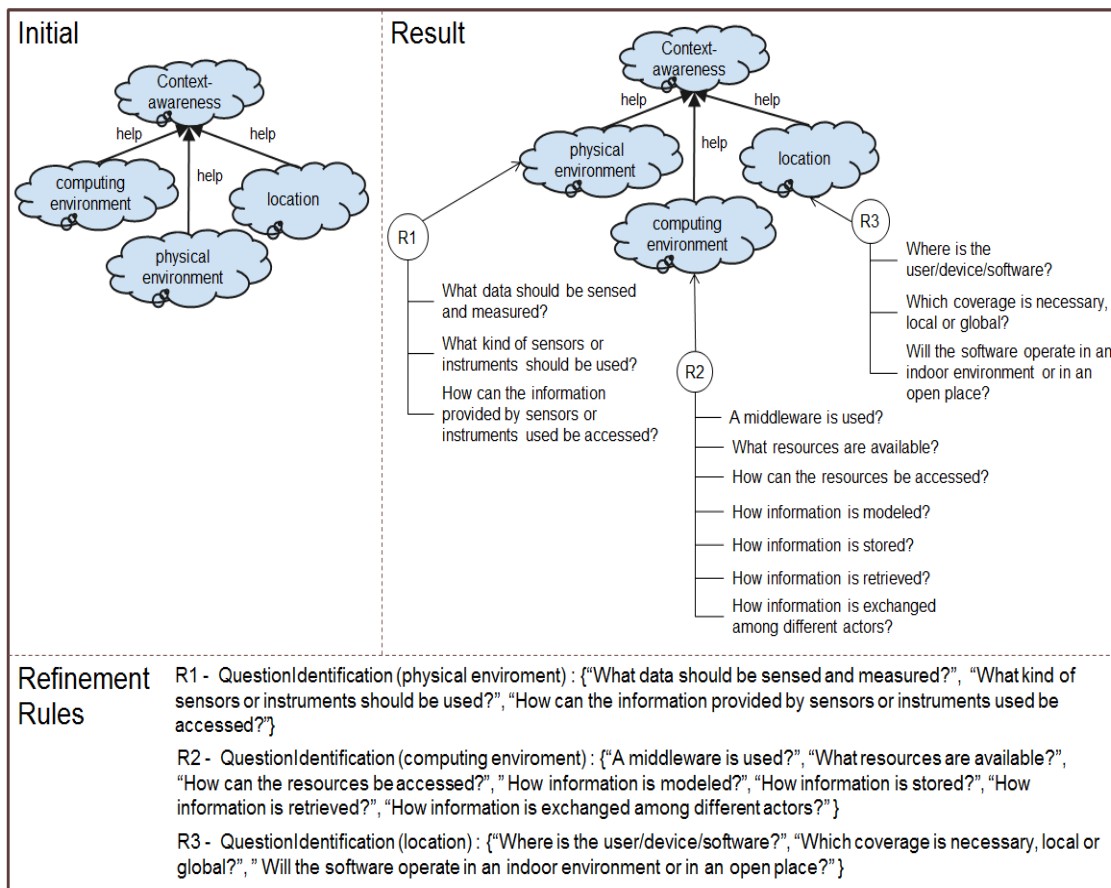 Initial
Context-
awareness
help
help
help
computing
environment
location
physical
environment
Result
Context-
awareness
help
help
help
physical
environment
location
computing
environment
R1
What data should be sensed
and measured?
What kind of sensors or
instruments should be used?
How can the information
provided by sensors or
instruments used be accessed?
R2
A middleware is used?
What resources are available?
How can the resources be accessed?
How information is modeled?
How information is stored?
How information is retrieved?
How information is exchanged
among different actors?
R3
Where is the
user/device/software?
Which coverage is necessary,
local or global?
Will the software operate in an
indoor environment or in an
open place?
Refinement
Rules
R1 - QuestionIdentification (physical enviroment) : {“What data should be sensed and measured?”, “What kind of
sensors or instruments should be used?”, “How can the information provided by sensors or instruments used be
accessed?”}
R2 - QuestionIdentification (computing enviroment) : {“A middleware is used?”, “What resources are available?”,
“How can the resources be accessed?”, ” How information is modeled?”, “How information is stored?”, “How
information is retrieved?”, “How information is exchanged among different actors?” }
R3 - QuestionIdentification (location) : {“Where is the user/device/software?”, “Which coverage is necessary, local or
global?”, ” Will the software operate in an indoor environment or in an open place?” }